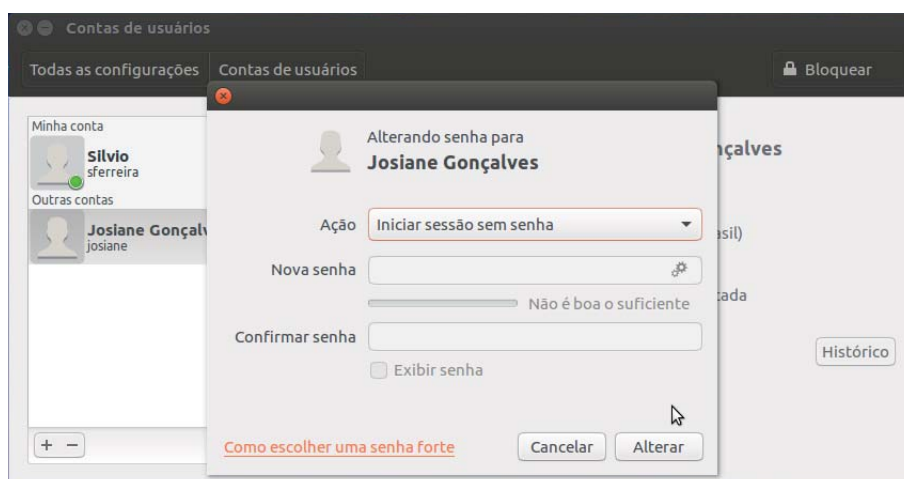 Contas de usuários
Todas as configurações Contas de usuários Bloquear
Minha conta
Silvio
sferreira
Outras contas
Josiane Gonçalv
josiane
Alterando senha para
Josiane Gonçalves
Ação Iniciar sessão sem senha
Nova senha
Não é boa o suficiente
Confirmar senha
Exibir senha
Como escolher uma senha forte Cancelar Alterar
nçalves
asil)
Histórico
+ −